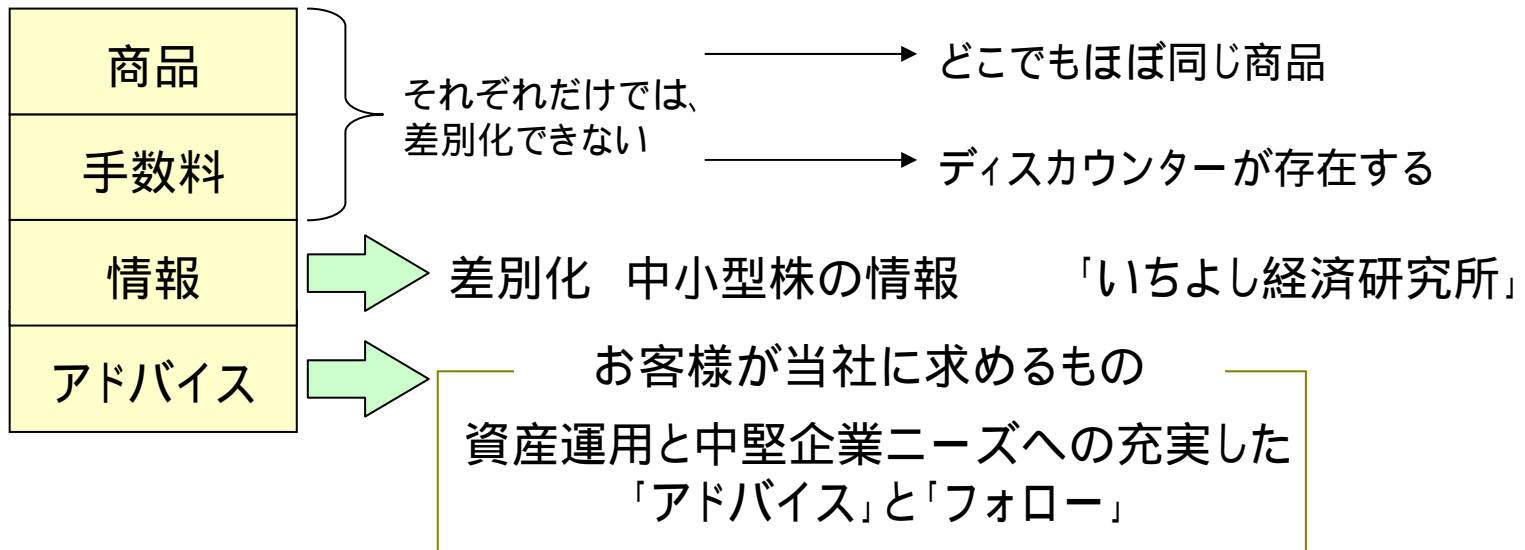 商品
手数料
情報
アドバイス
それぞれだけでは、
差別化できない
どこでもほぼ同じ商品
ディスカウンターが存在する
差別化 中小型株の情報 「いちよし経済研究所」
お客様が当社に求めるもの
資産運用と中堅企業ニーズへの充実した
「アドバイス」と「フォロー」